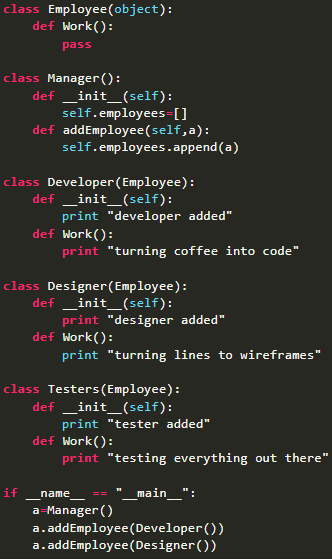 class Employee(object):
    def Work():
        pass

class Manager():
    def __init__(self):
        self.employees=[]
    def addEmployee(self,a):
        self.employees.append(a)

class Developer(Employee):
    def __init__(self):
        print "developer added"
    def Work():
        print "turning coffee into code"

class Designer(Employee):
    def __init__(self):
        print "designer added"
    def Work():
        print "turning lines to wireframes"

class Testers(Employee):
    def __init__(self):
        print "tester added"
    def Work():
        print "testing everything out there"

if __name__ == "__main__":
    a=Manager()
    a.addEmployee(Developer())
    a.addEmployee(Designer())